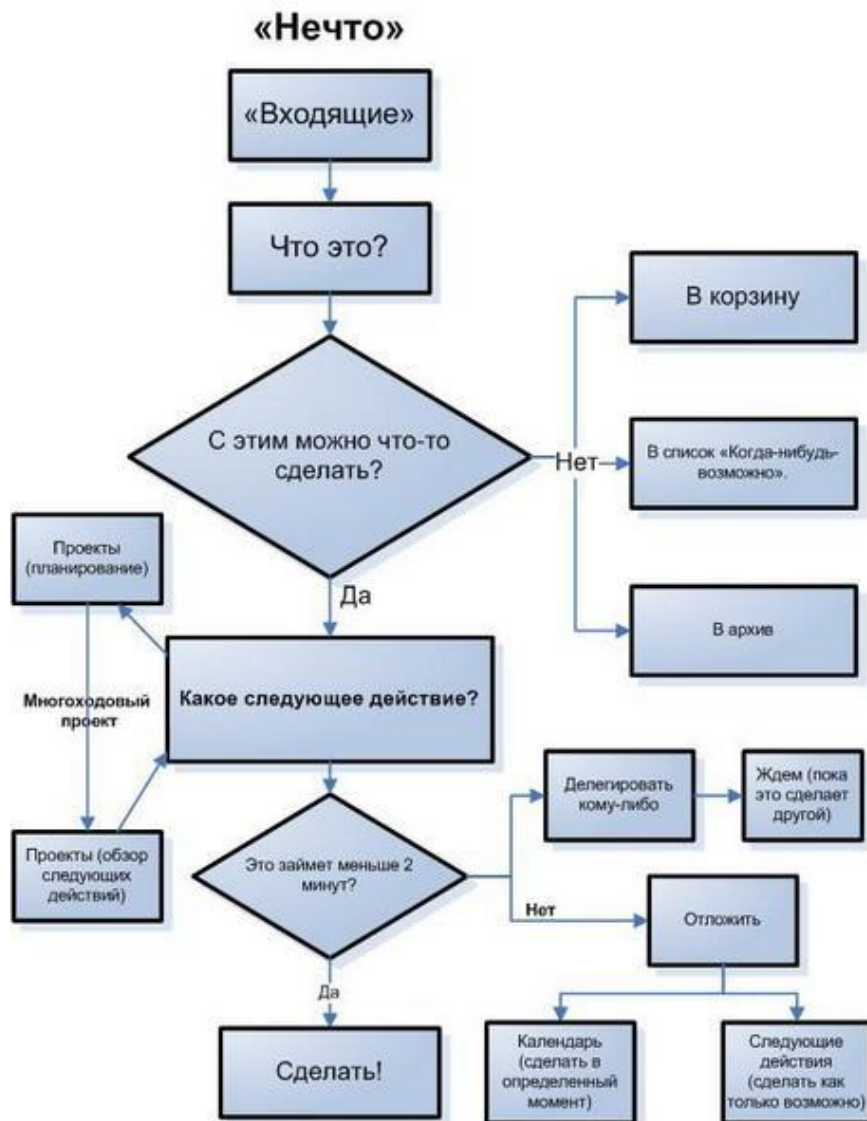 «Нечто»
«Входящие»
Что это?
В корзину
С этим можно что-то
сделать?
Нет
В список «Когда-нибудь-
возможно».
В архив
Да
Проекты
(планирование)
Многоходовый
проект
Какое следующее действие?
Проекты (обзор
следующих
действий)
Это займет меньше 2
минут?
Делегировать
кому-либо
Ждем (пока
это сделает
другой)
Нет
Отложить
Да
Сделать!
Календарь
(сделать в
определенный
момент)
Следующие
действия
(сделать как
только возможно)